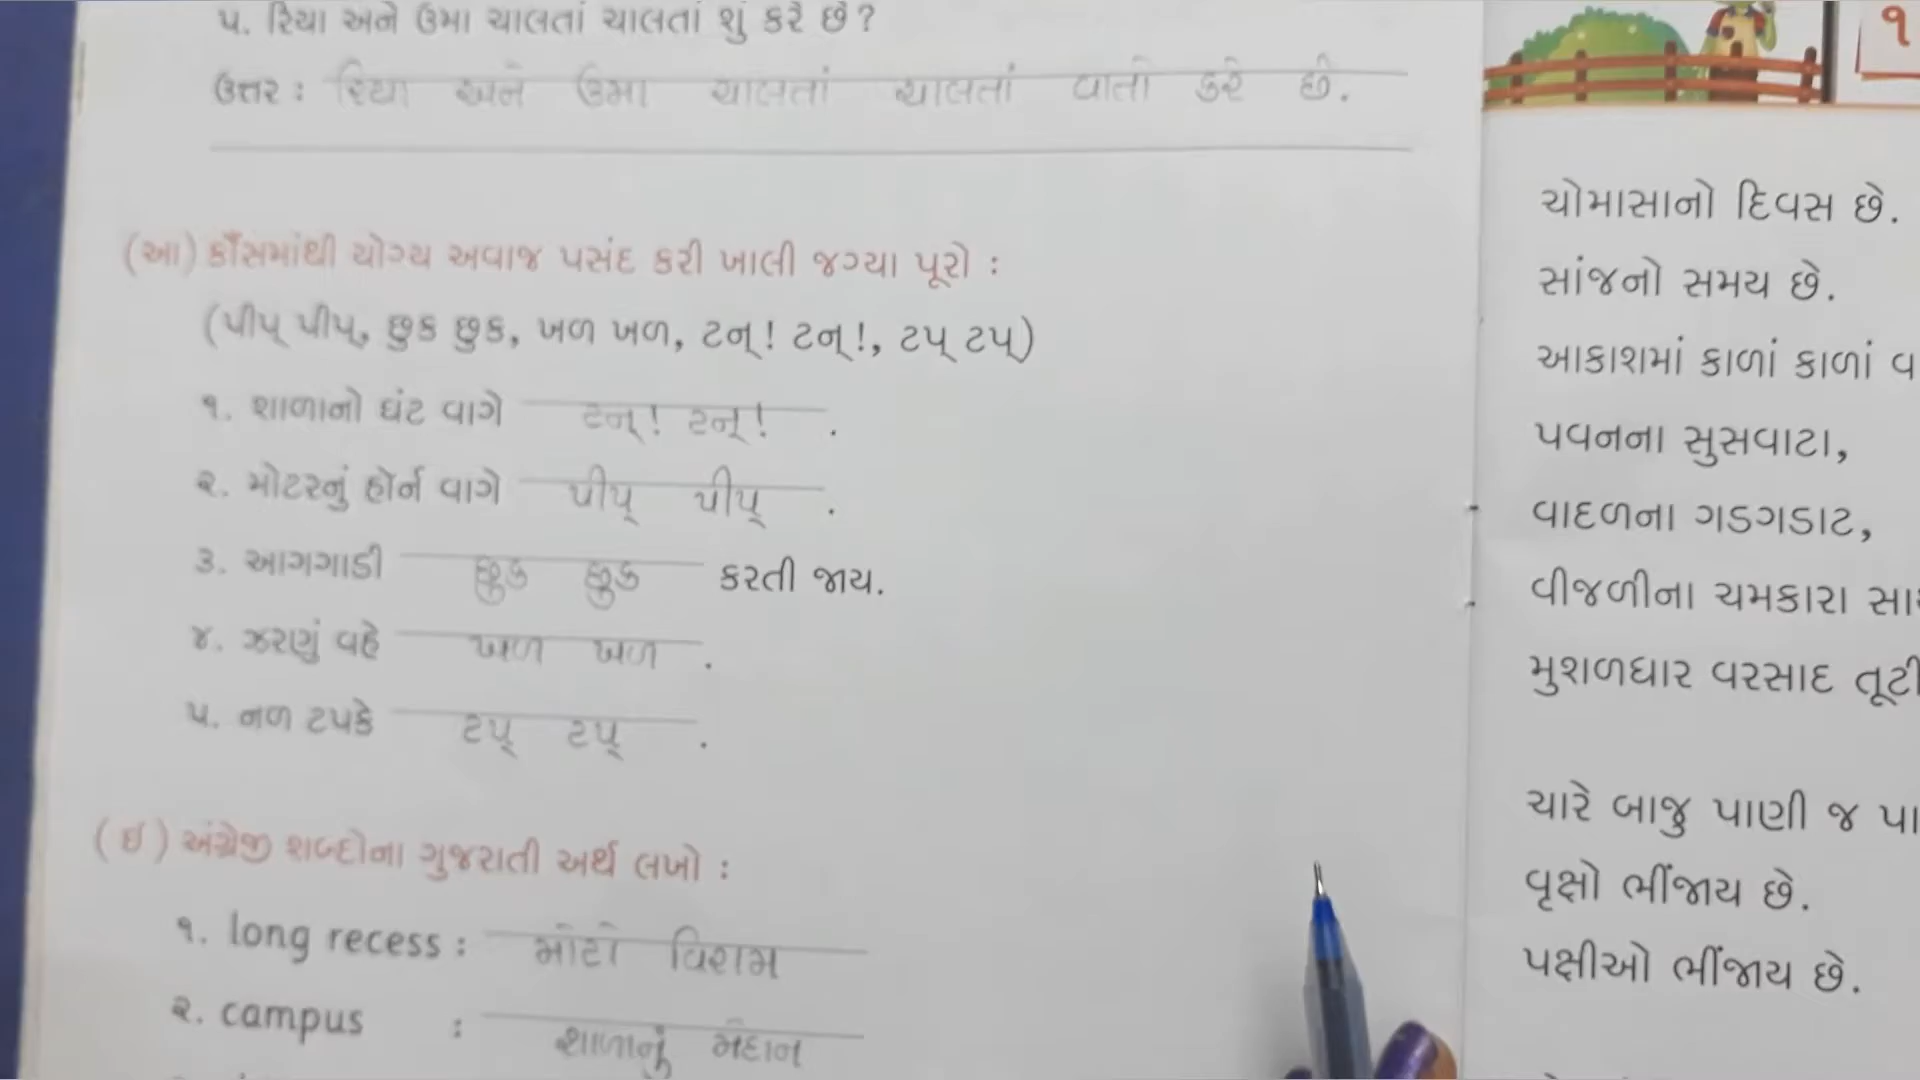 ૫. રિયા અને ઉમા ચાલતાં ચાલતાં શું કરે છે?
ઉત્તર : રિયા અને ઉમા ચાલતાં ચાલતાં વાતો કરે છે.
(આ) કૌંસમાંથી યોગ્ય અવાજ પસંદ કરી ખાલી જગ્યા પૂરો :
(પીપ્ પીપ્, છુક છુક, ખળ ખળ, ટન્! ટન્!, ટપ્ ટપ્)
૧. શાળાનો ઘંટ વાગે ટન્! ટન્! .
૨. મોટરનું હોર્ન વાગે પીપ્ પીપ્ .
૩. આગગાડી છુક છુક કરતી જાય.
૪. ઝરણું વહે ખળ ખળ .
૫. નળ ટપકે ટપ્ ટપ્ .
(ઇ) અંગ્રેજી શબ્દોના ગુજરાતી અર્થ લખો :
૧. long recess : મોટો વિરામ
૨. campus : શાળાનું મેદાન
૧
ચોમાસાનો દિવસ છે.
સાંજનો સમય છે.
આકાશમાં કાળાં કાળાં
પવનના સુસવાટા,
વાદળના ગડગડાટ,
વીજળીના ચમકારા
મુશળધાર વરસાદ
ચારે બાજુ પાણી જ
વૃક્ષો ભીંજાય છે.
પક્ષીઓ ભીંજાય છે.